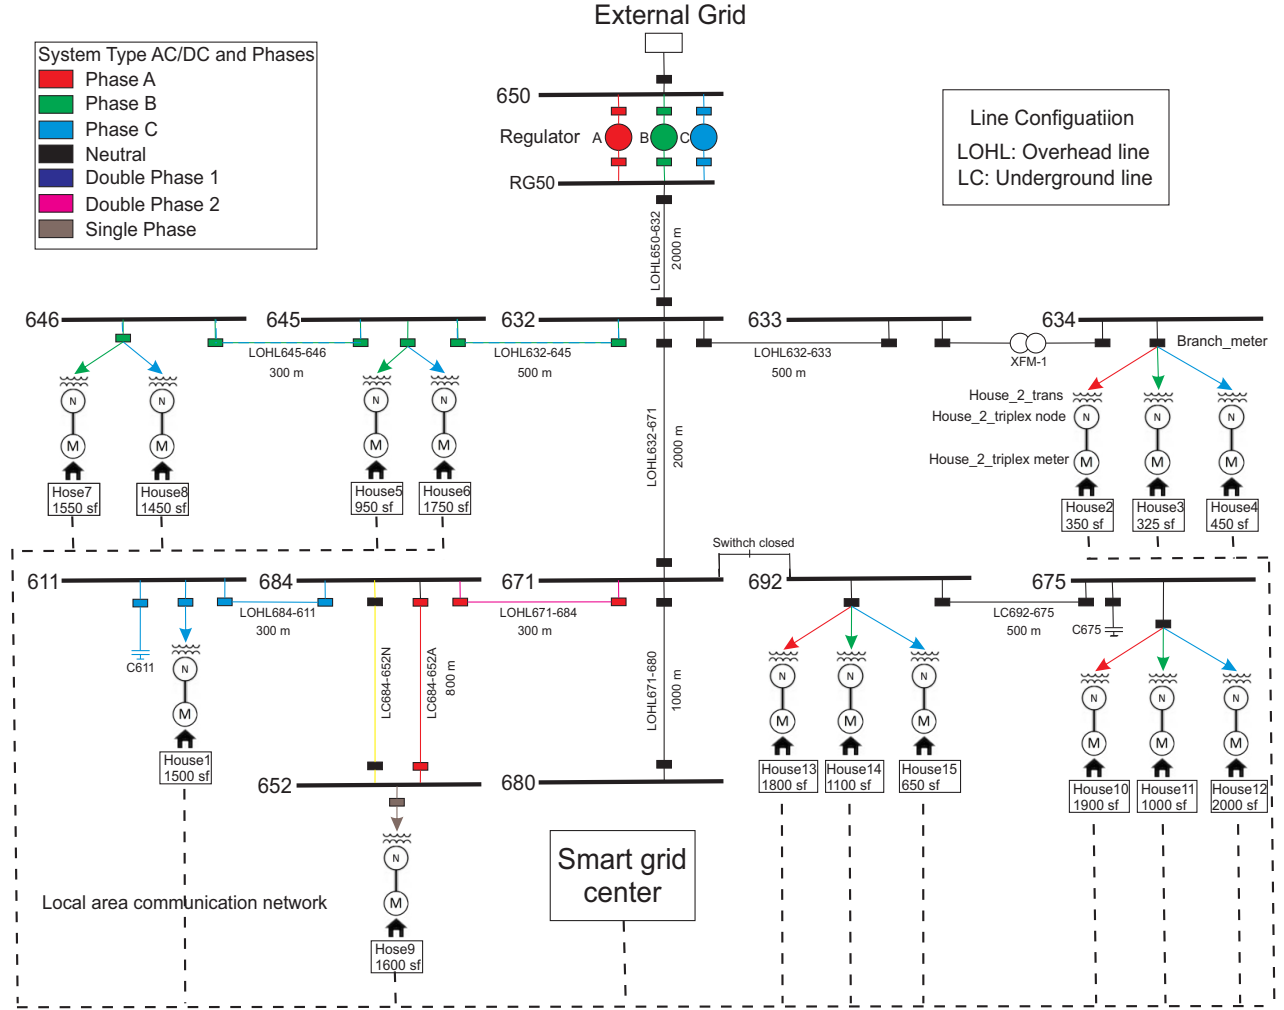 External Grid
System Type AC/DC and Phases
Phase A
Phase B
Phase C
Neutral
Double Phase 1
Double Phase 2
Single Phase
650
Regulator
A
B
C
RG50
Line Configuatiion
LOHL: Overhead line
LC: Underground line
LOHL650-632
2000 m
646
645
632
633
634
LOHL645-646
300 m
LOHL632-645
500 m
LOHL632-633
500 m
XFM-1
Branch_meter
House_2_trans
House_2_triplex node
House_2_triplex meter
N
M
N
M
N
M
N
M
N
M
N
M
N
M
Hose7
1550 sf
House8
1450 sf
House5
950 sf
House6
1750 sf
House2
350 sf
House3
325 sf
House4
450 sf
LOHL632-671
2000 m
Swithch closed
611
684
671
692
675
LOHL684-611
300 m
LOHL671-684
300 m
LC692-675
500 m
C675
C611
LC684-652N
LC684-652A
800 m
LOHL671-680
1000 m
N
M
N
M
N
M
N
M
N
M
N
M
N
M
House1
1500 sf
House13
1800 sf
House14
1100 sf
House15
650 sf
House10
1900 sf
House11
1000 sf
House12
2000 sf
652
680
N
M
Hose9
1600 sf
Smart grid
center
Local area communication network